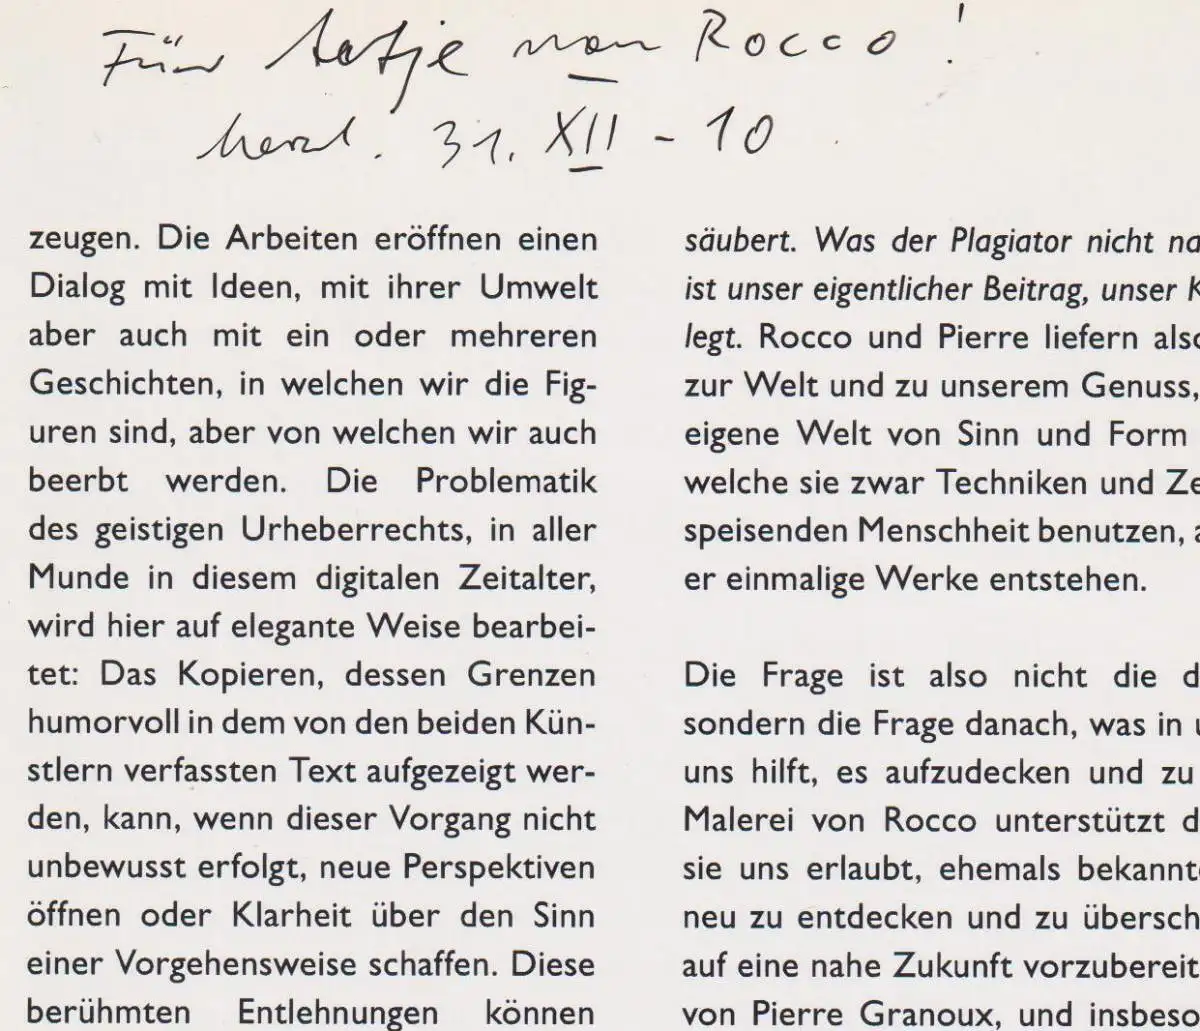 Für von Rocco!
herzl. 31. XII - 10
zeugen. Die Arbeiten eröffnen einen
Dialog mit Ideen, mit ihrer Umwelt
aber auch mit ein oder mehreren
Geschichten, in welchen wir die Fig-
uren sind, aber von welchen wir auch
beerbt werden. Die Problematik
des geistigen Urheberrechts, in aller
Munde in diesem digitalen Zeitalter,
wird hier auf elegante Weise bearbei-
tet: Das Kopieren, dessen Grenzen
humorvoll in dem von den beiden Kün-
stlern verfassten Text aufgezeigt wer-
den, kann, wenn dieser Vorgang nicht
unbewusst erfolgt, neue Perspektiven
öffnen oder Klarheit über den Sinn
einer Vorgehensweise schaffen. Diese
berühmten Entlehnungen können
säubert. Was der Plagiator nicht na
ist unser eigentlicher Beitrag, unser K
legt. Rocco und Pierre liefern also
zur Welt und zu unserem Genuss,
eigene Welt von Sinn und Form
welche sie zwar Techniken und Ze
speisenden Menschheit benutzen, a
er einmalige Werke entstehen.
Die Frage ist also nicht die d
sondern die Frage danach, was in u
uns hilft, es aufzudecken und zu
Malerei von Rocco unterstützt d
sie uns erlaubt, ehemals bekannte
neu zu entdecken und zu übersch
auf eine nahe Zukunft vorzubereit
von Pierre Granoux, und insbeso